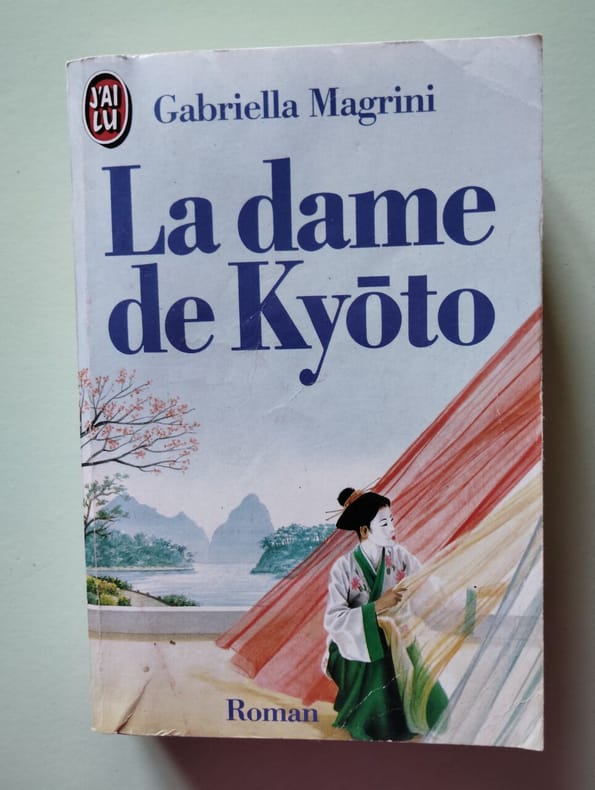 J'AI
LU
Gabriella Magrini
La dame
de Kyōto
Roman